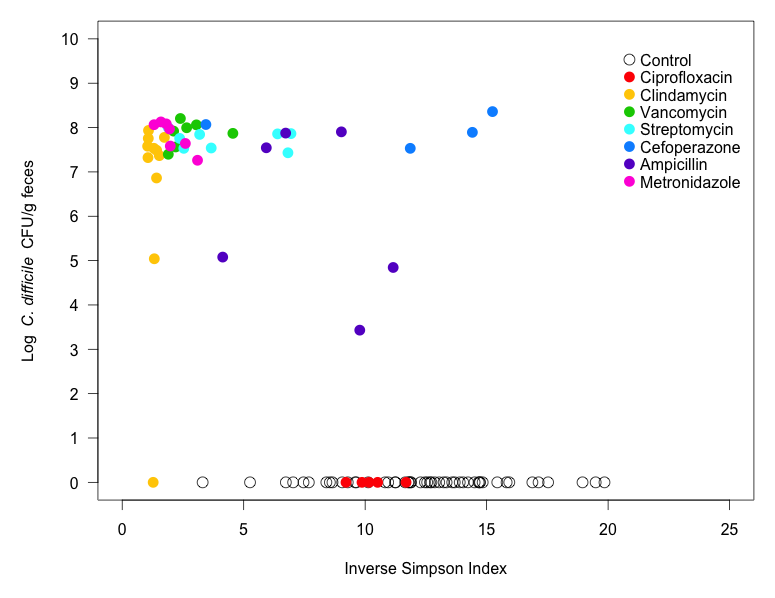 10
9
8
7
6
5
4
3
2
1
0
Log C. difficile CFU/g feces
Control
Ciprofloxacin
Clindamycin
Vancomycin
Streptomycin
Cefoperazone
Ampicillin
Metronidazole
0 5 10 15 20 25
Inverse Simpson Index